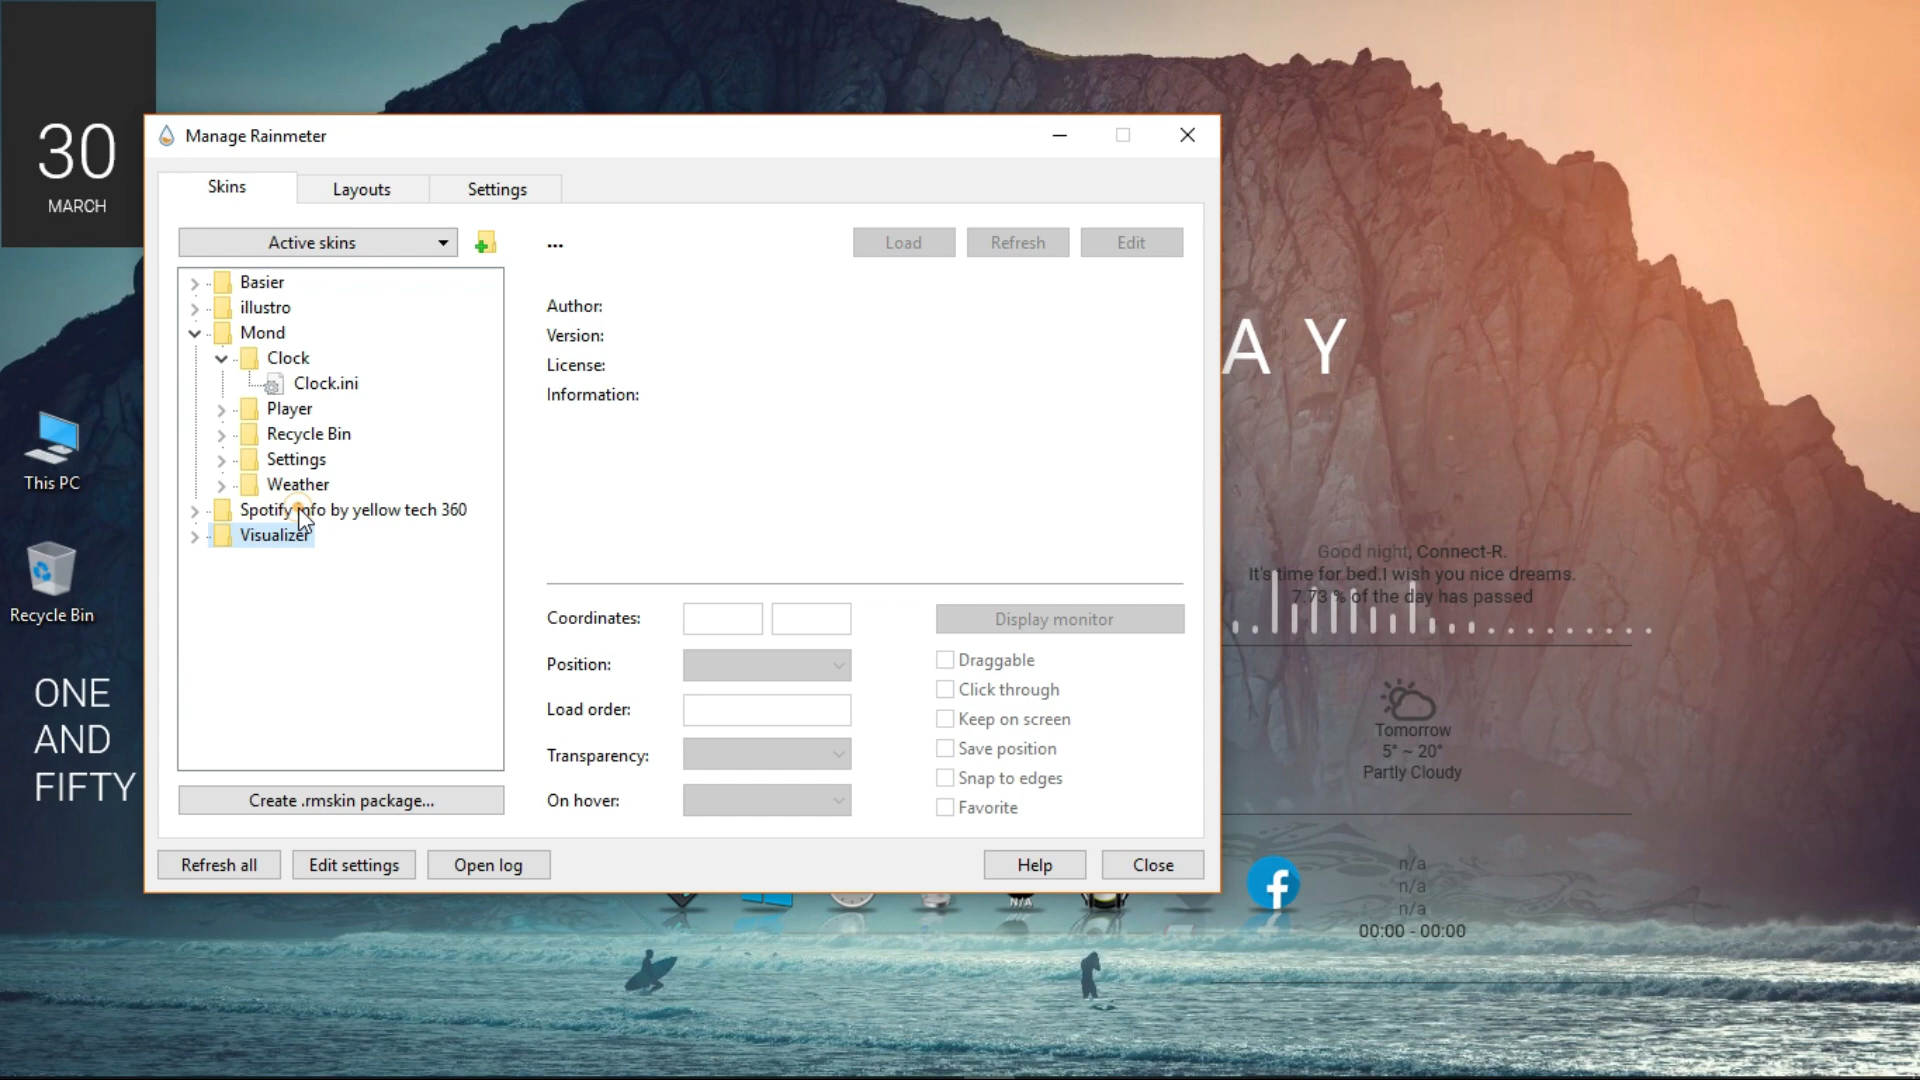 30
MARCH
Manage Rainmeter
Skins
Layouts
Settings
Active skins
...
Load
Refresh
Edit
Basier
illustro
Mond
Clock
Clock.ini
Player
Recycle Bin
Settings
Weather
Spotify info by yellow tech 360
Visualizer
Author:
Version:
License:
Information:
Coordinates:
Display monitor
Position:
Load order:
Transparency:
On hover:
Draggable
Click through
Keep on screen
Save position
Snap to edges
Favorite
Create .rmskin package...
Refresh all
Edit settings
Open log
Help
Close
This PC
Recycle Bin
ONE
AND
FIFTY
AY
Good night, Connect-R.
It's time for bed.I wish you nice dreams.
7.73 % of the day has passed
Tomorrow
5° ~ 20°
Partly Cloudy
N/A
f
n/a
n/a
n/a
00:00 - 00:00